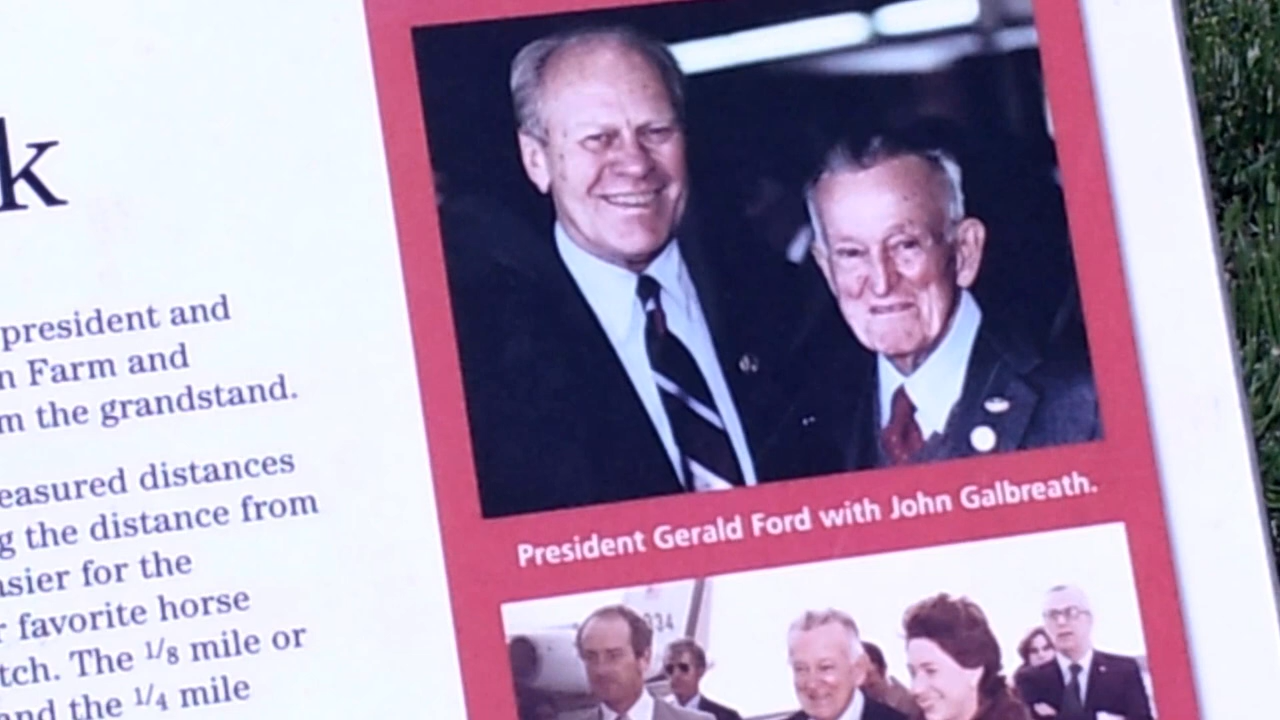 k
president and
n Farm and
m the grandstand.
easured distances
g the distance from
asier for the
r favorite horse
tch. The 1/8 mile or
and the 1/4 mile
President Gerald Ford with John Galbreath.
34